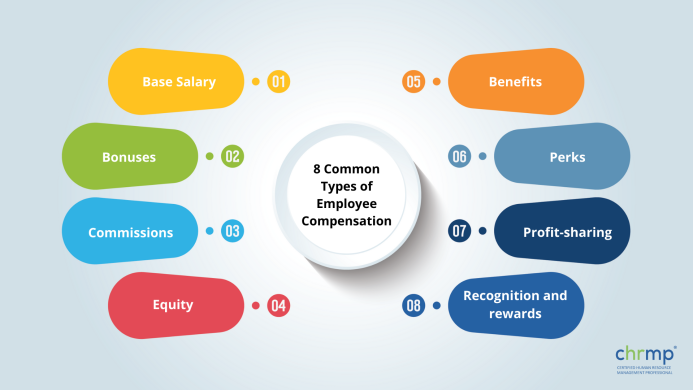 8 Common
Types of
Employee
Compensation
Base Salary
01
Bonuses
02
Commissions
03
Equity
04
05
Benefits
06
Perks
07
Profit-sharing
08
Recognition and
rewards
chrmp®
CERTIFIED HUMAN RESOURCE
MANAGEMENT PROFESSIONAL